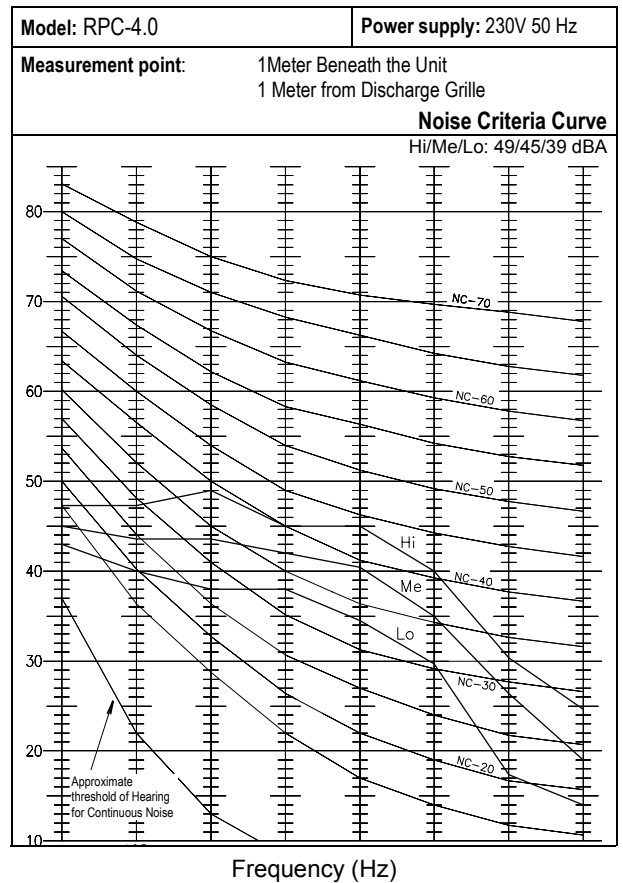 Model: RPC-4.0
Power supply: 230V 50 Hz
Measurement point: 1Meter Beneath the Unit
1 Meter from Discharge Grille
Noise Criteria Curve
Hi/Me/Lo: 49/45/39 dBA
80
NC-70
70
60
NC-60
50
NC-50
Hi
40
NC-40
Me
Lo
30
NC-30
20
NC-20
Approximate
threshold of Hearing
for Continuous Noise
10
Frequency (Hz)